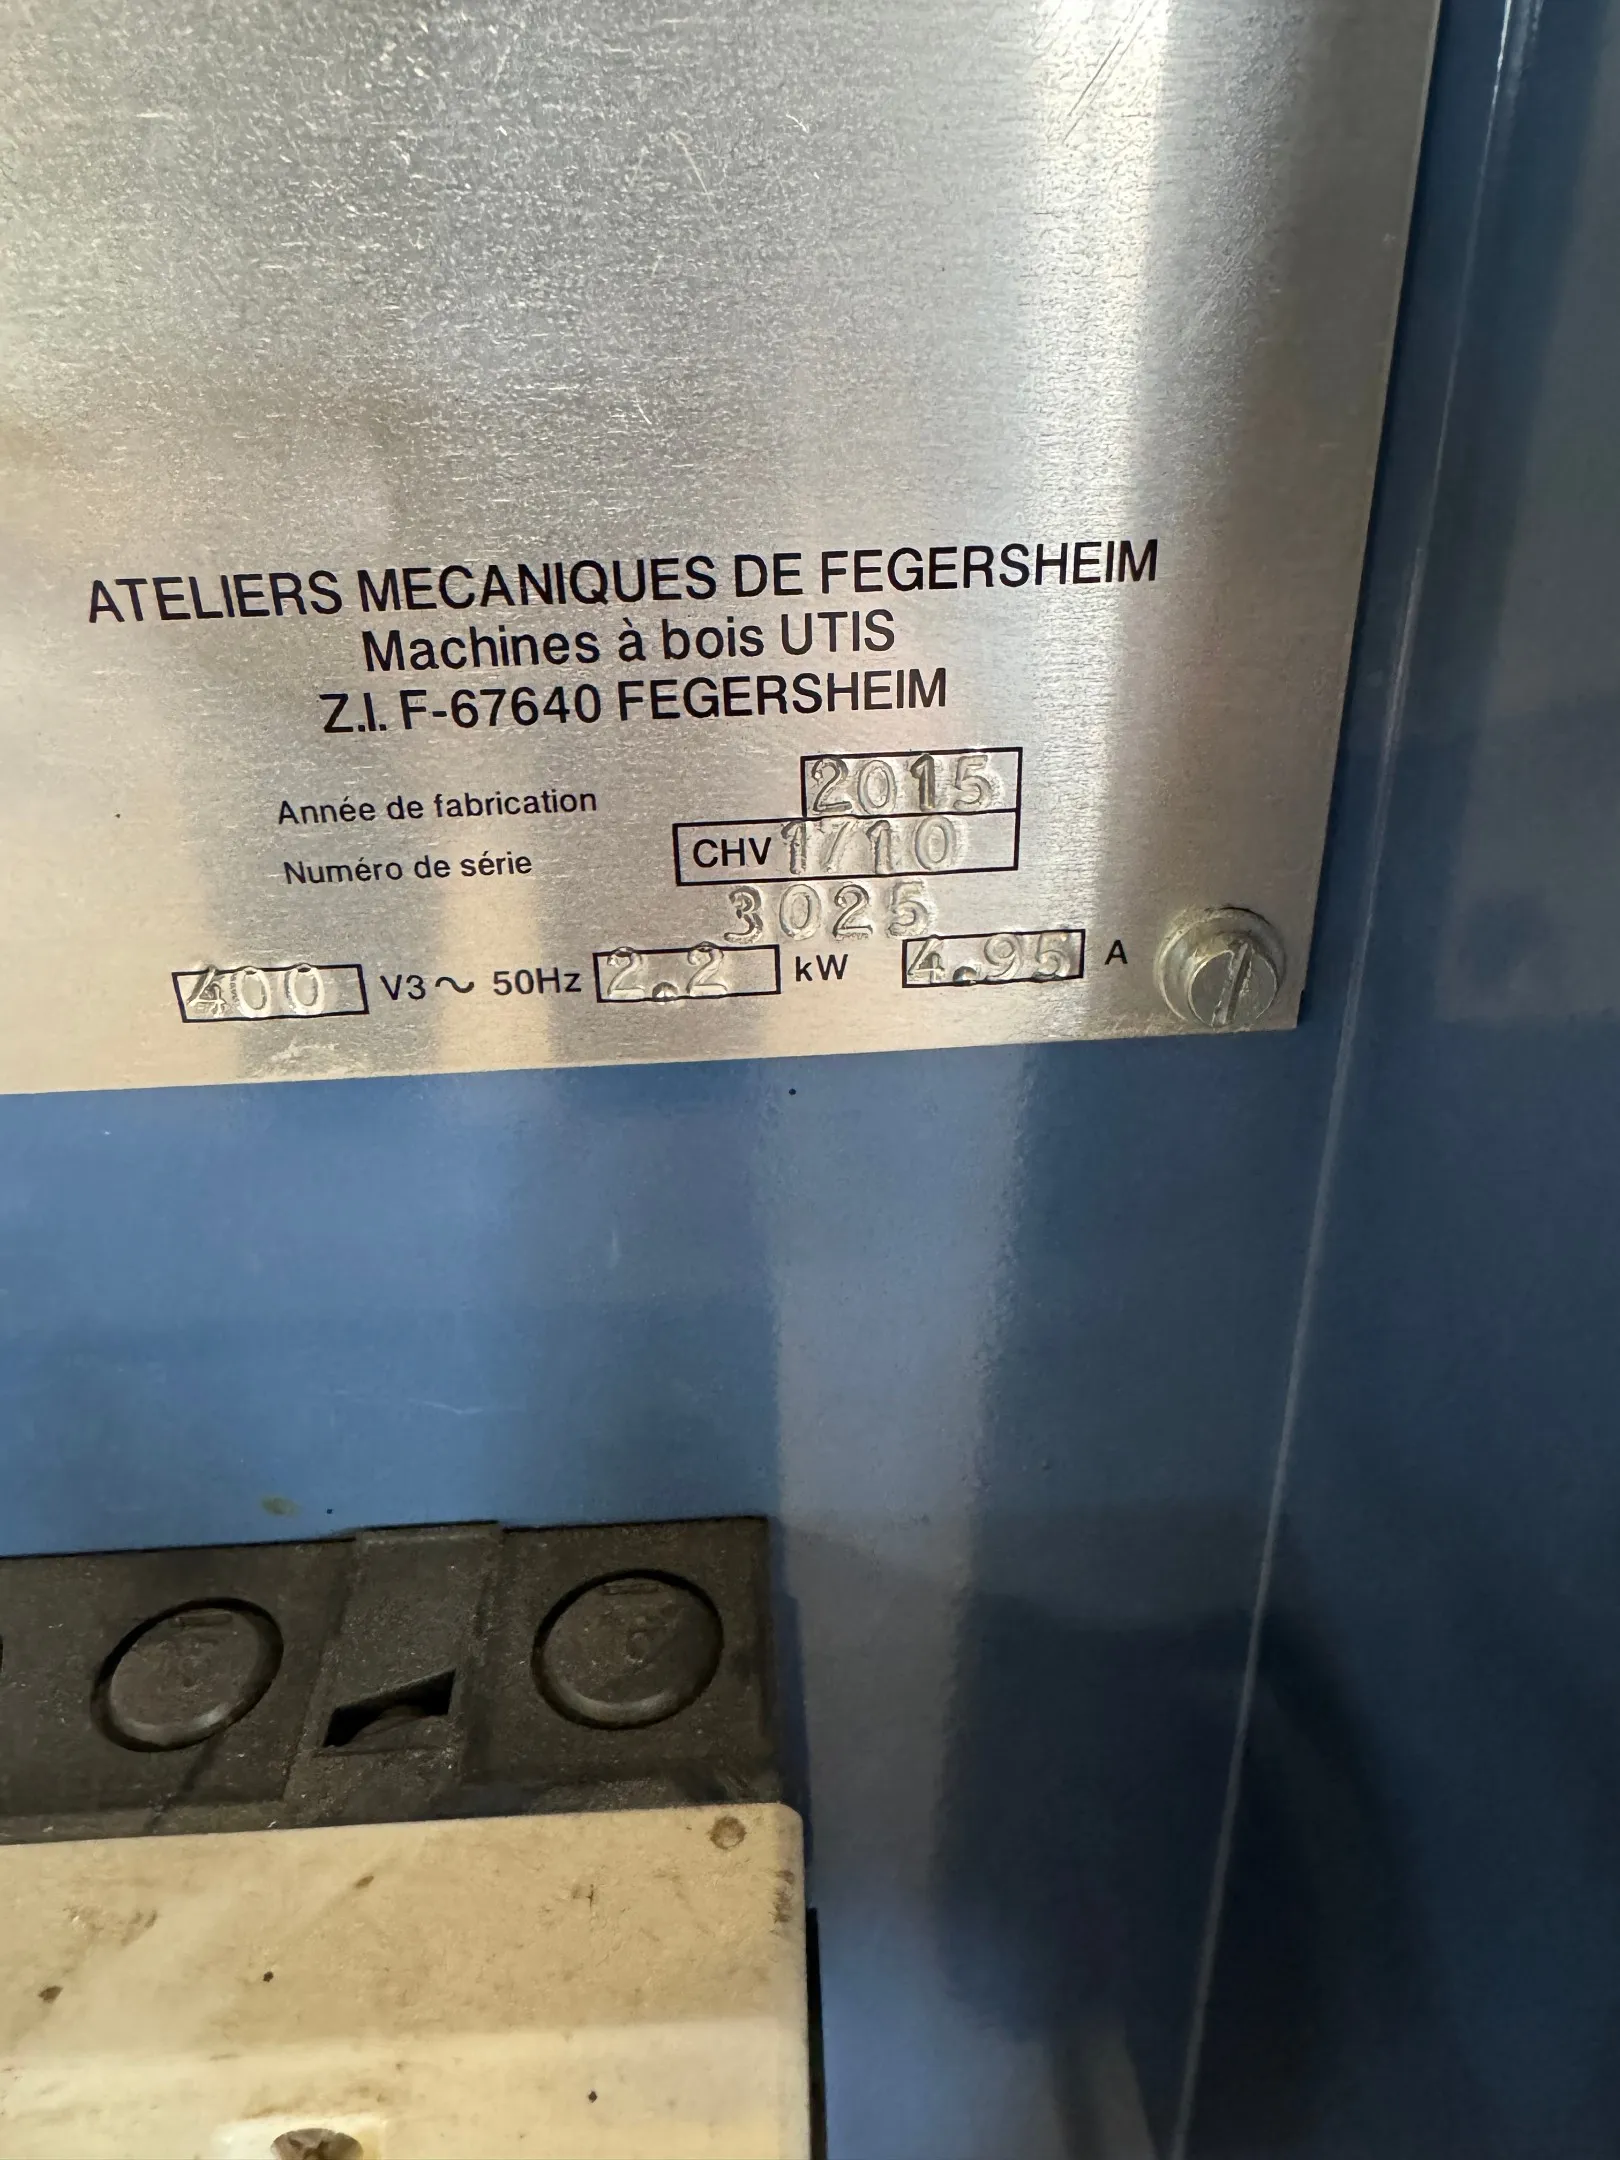 ATELIERS MECANIQUES DE FEGERSHEIM
Machines à bois UTIS
Z.I. F-67640 FEGERSHEIM
Année de fabrication 2015
Numéro de série CHV 1710
3025
400 V3~ 50Hz 2.2 kW 4.95 A